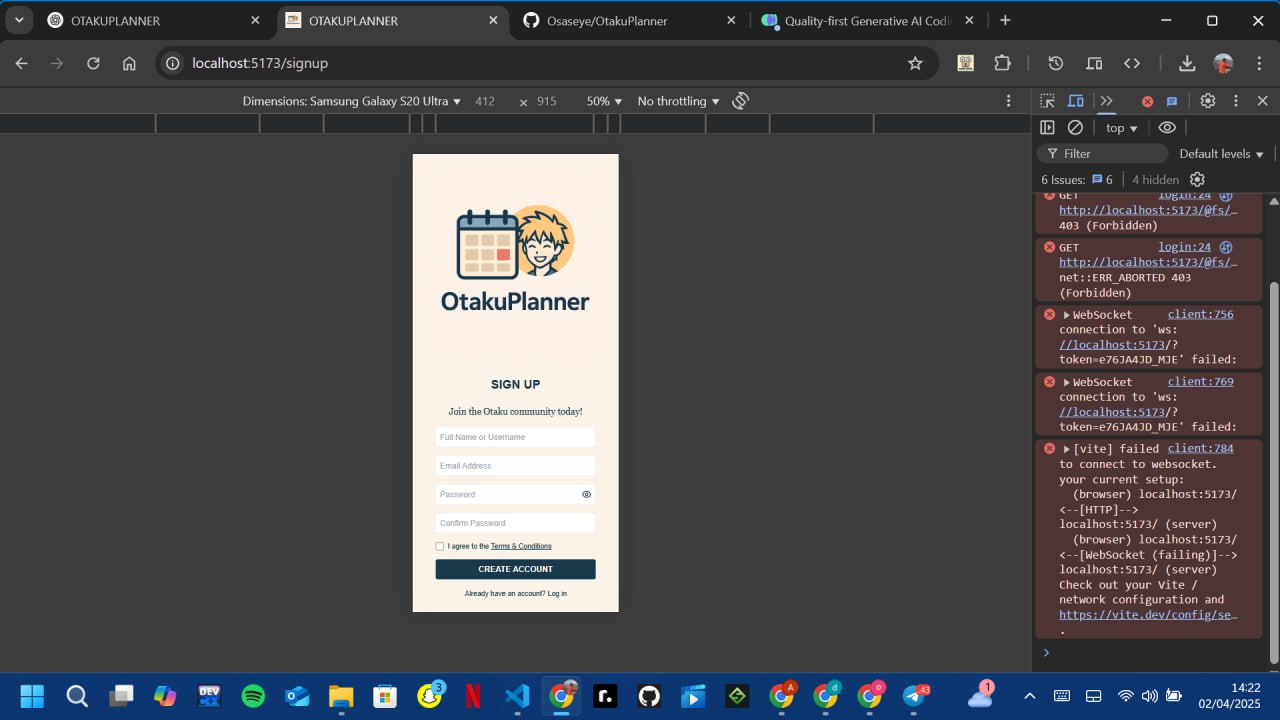 OTAKUPLANNER
OTAKUPLANNER
Osaseye/OtakuPlanner
Quality-first Generative AI Codi
localhost:5173/signup
Dimensions: Samsung Galaxy S20 Ultra 412 × 915 50% No throttling
top
Filter Default levels
6 Issues: 6 4 hidden
GET login:24
http://localhost:5173/@fs/…
403 (Forbidden)
GET login:24
http://localhost:5173/@fs/…
net::ERR_ABORTED 403
(Forbidden)
WebSocket client:756
connection to 'ws:
//localhost:5173/?
token=e76JA4JD_MJE' failed:
WebSocket client:769
connection to 'ws:
//localhost:5173/?
token=e76JA4JD_MJE' failed:
[vite] failed client:784
to connect to websocket.
your current setup:
(browser) localhost:5173/
<--[HTTP]-->
localhost:5173/ (server)
(browser) localhost:5173/
<--[WebSocket (failing)]-->
localhost:5173/ (server)
Check out your Vite /
network configuration and
https://vite.dev/config/se…
.
OtakuPlanner
SIGN UP
Join the Otaku community today!
Full Name or Username
Email Address
Password
Confirm Password
I agree to the Terms & Conditions
CREATE ACCOUNT
Already have an account? Log in
DEV
3
N
r.
A
d
o
43
1
14:22
02/04/2025